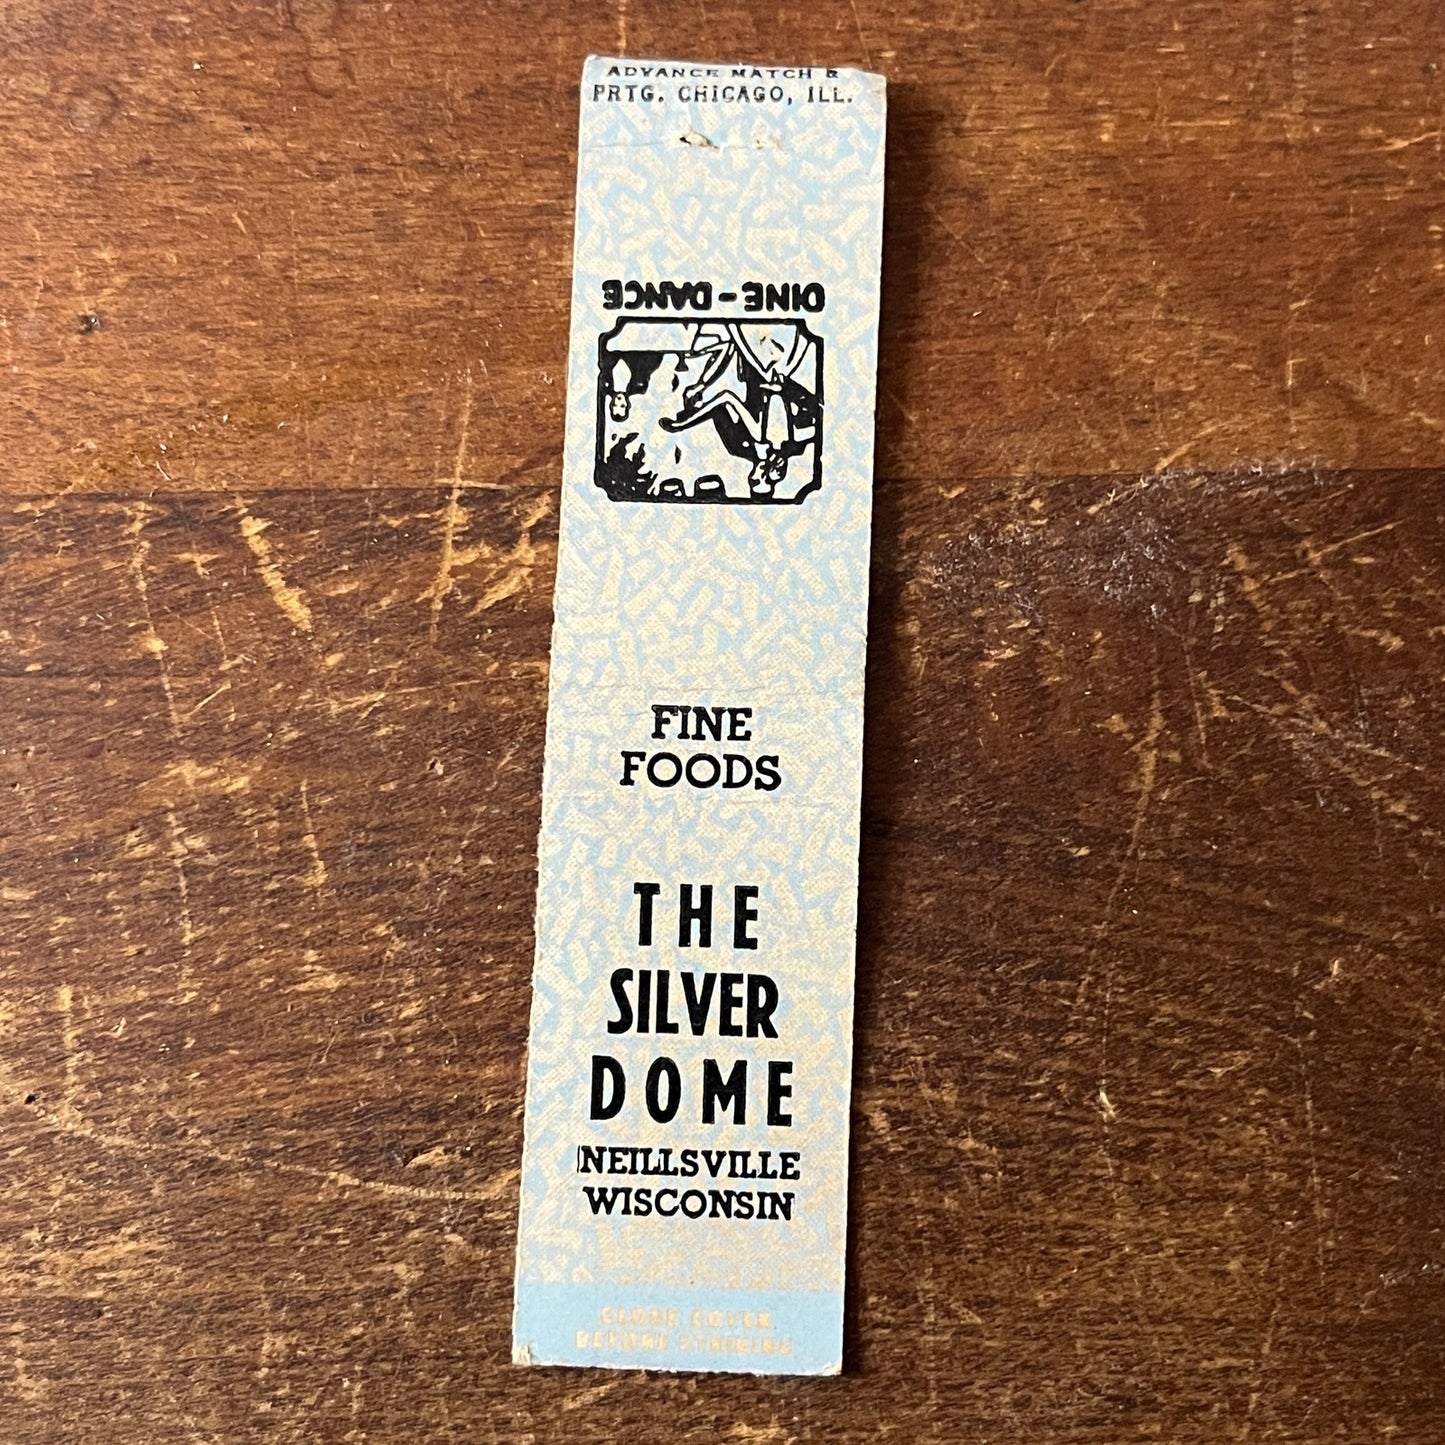 ADVANCE MATCH &
PRTG. CHICAGO, ILL.
DINE - DANCE
FINE
FOODS
THE
SILVER
DOME
NEILLSVILLE
WISCONSIN
CLOSE COVER
BEFORE STRIKING